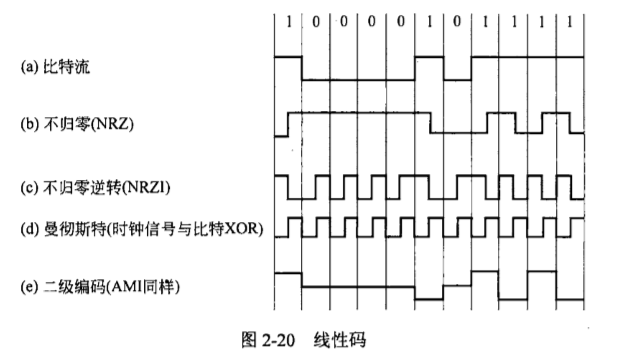 1 0 0 0 0 1 0 1 1 1 1
(a) 比特流
(b) 不归零(NRZ)
(c) 不归零逆转(NRZI)
(d) 曼彻斯特(时钟信号与比特XOR)
(e) 二级编码(AMI同样)
图 2-20 线性码